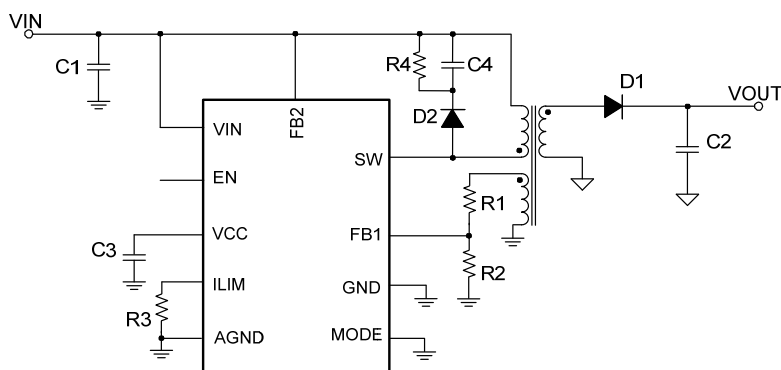 VIN
C1
R4
C4
D1
VOUT
FB2
D2
C2
VIN
SW
EN
R1
VCC
FB1
C3
R2
ILIM
GND
R3
AGND
MODE